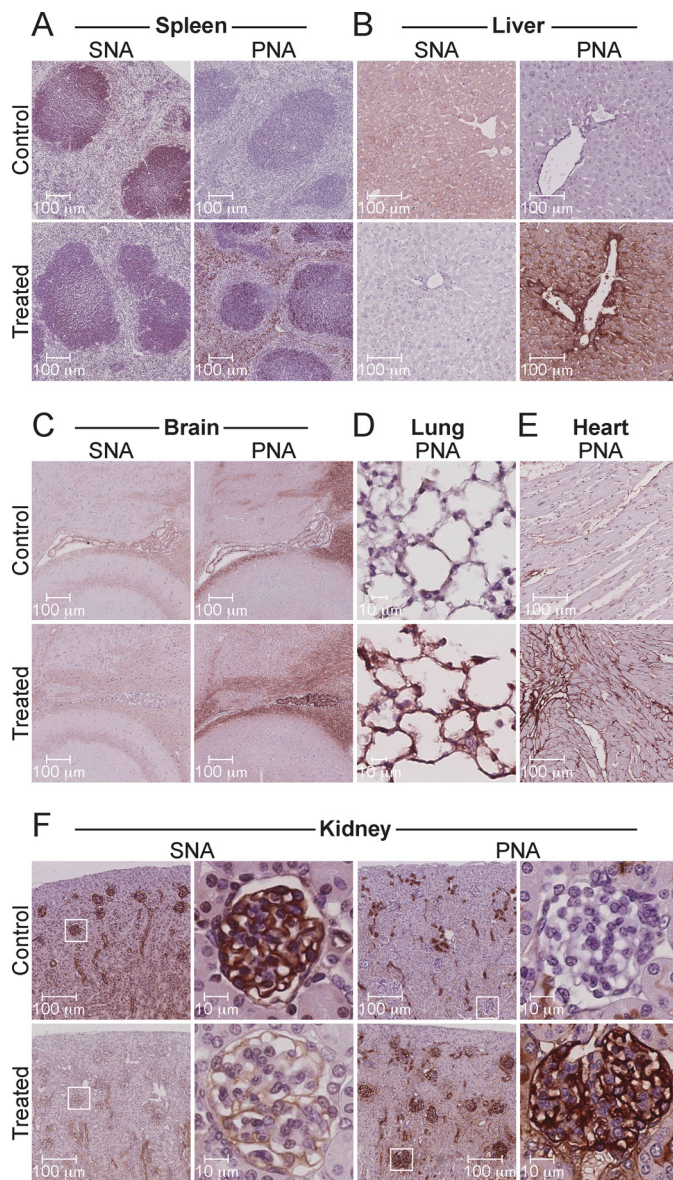 A Spleen B Liver
SNA PNA SNA PNA
Control
100 μm 100 μm 100 μm 100 μm
Treated
100 μm 100 μm 100 μm 100 μm
C Brain D Lung E Heart
SNA PNA PNA PNA
Control
100 μm 100 μm 10 μm 100 μm
Treated
100 μm 100 μm 10 μm 100 μm
F Kidney
SNA PNA
Control
100 μm 10 μm 100 μm 10 μm
Treated
100 μm 10 μm 100 μm 10 μm